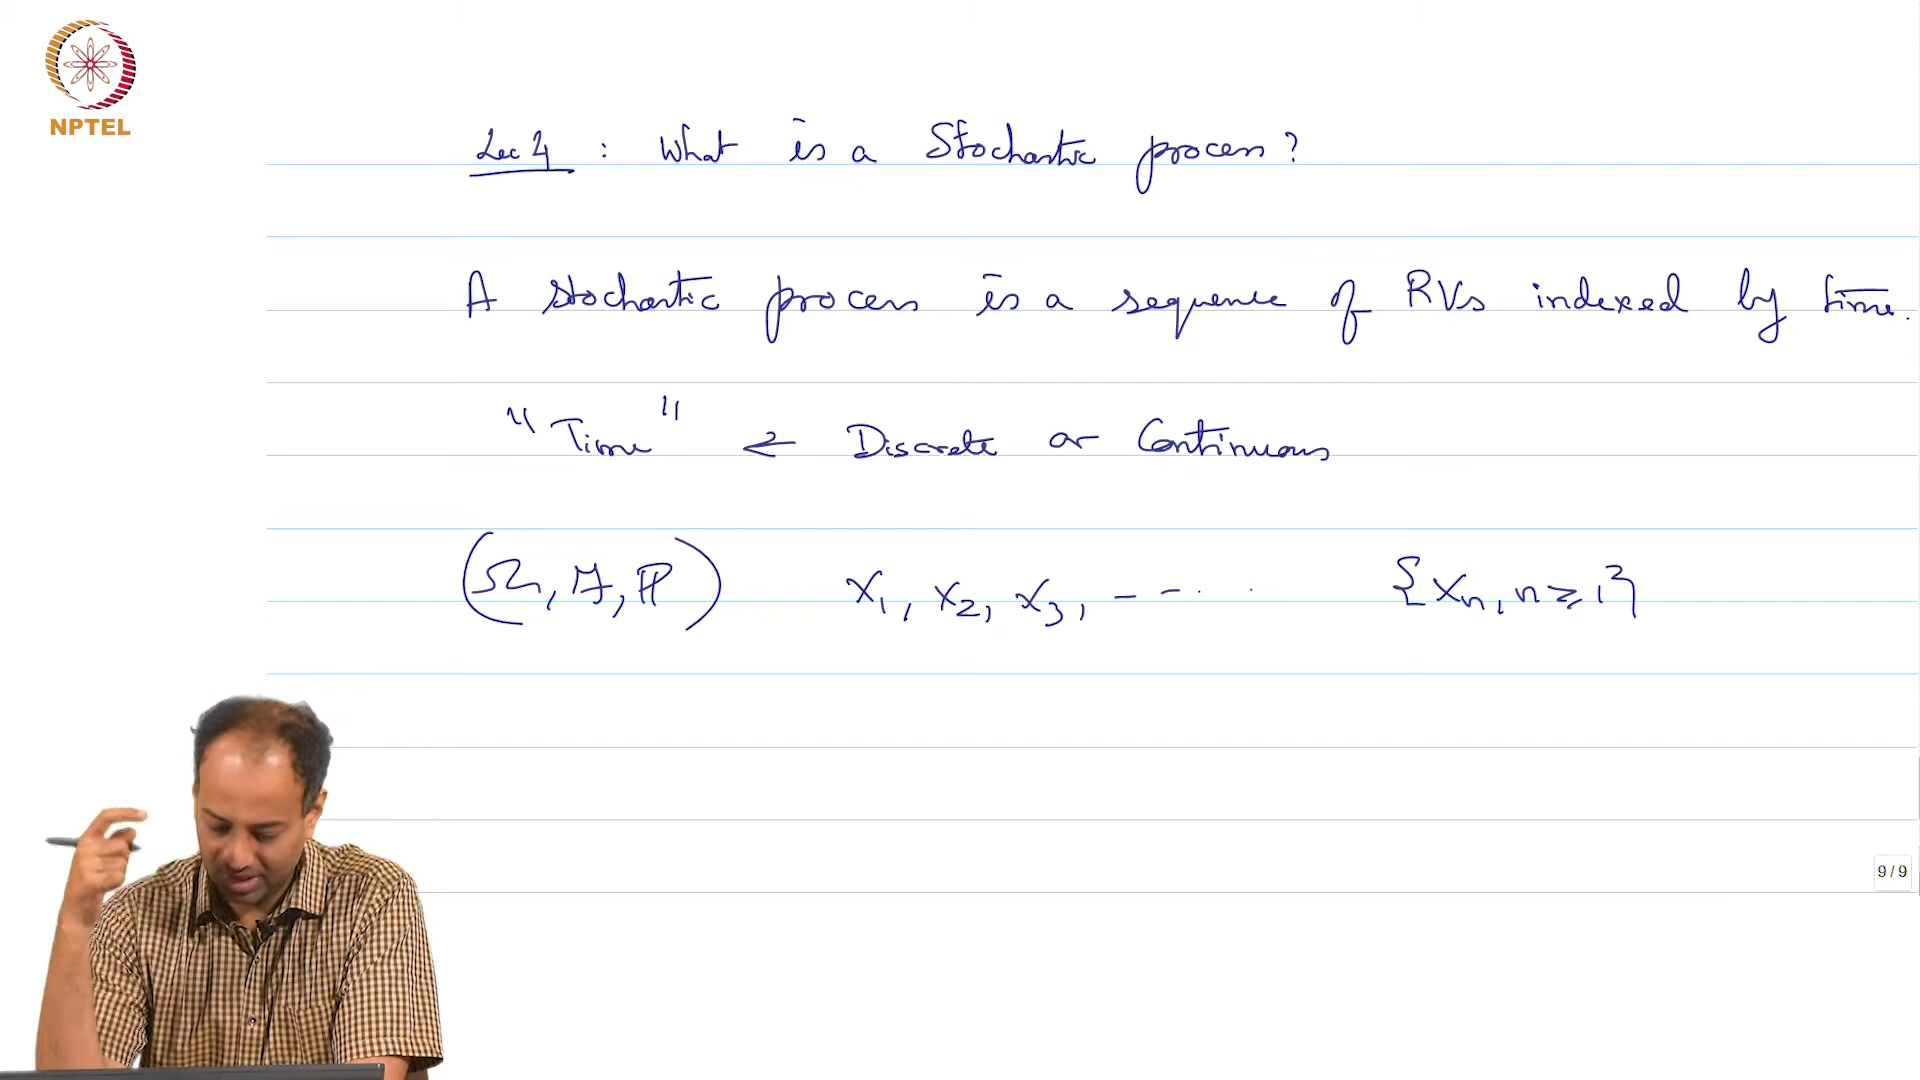 NPTEL
Lec 4 : What is a Stochastic process?
A stochastic process is a sequence of RVs indexed by time.
"Time" ← Discrete or Continuous
(Ω, ℱ, ℙ) X₁, X₂, X₃, ---... {Xₙ, n ≥ 1}
9 / 9